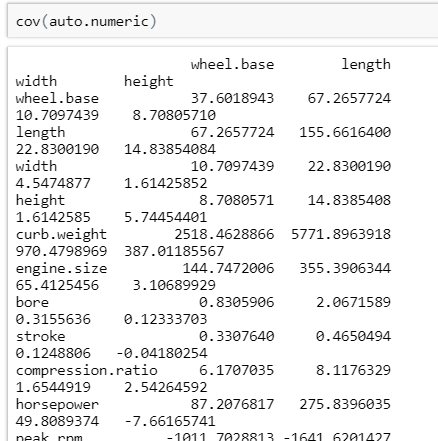 cov(auto.numeric)
wheel.base length
width height
wheel.base 37.6018943 67.2657724
10.7097439 8.70805710
length 67.2657724 155.6616400
22.8300190 14.83854084
width 10.7097439 22.8300190
4.5474877 1.61425852
height 8.7080571 14.8385408
1.6142585 5.74454401
curb.weight 2518.4628866 5771.8963918
970.4798969 387.01185567
engine.size 144.7472006 355.3906344
65.4125456 3.10689929
bore 0.8305906 2.0671589
0.3155636 0.12333703
stroke 0.3307640 0.4650494
0.1248806 -0.04180254
compression.ratio 6.1707035 8.1176329
1.6544919 2.54264592
horsepower 87.2076817 275.8396035
49.8089374 -7.66165741
peak.rpm -1011.7028813 -1641.6201427